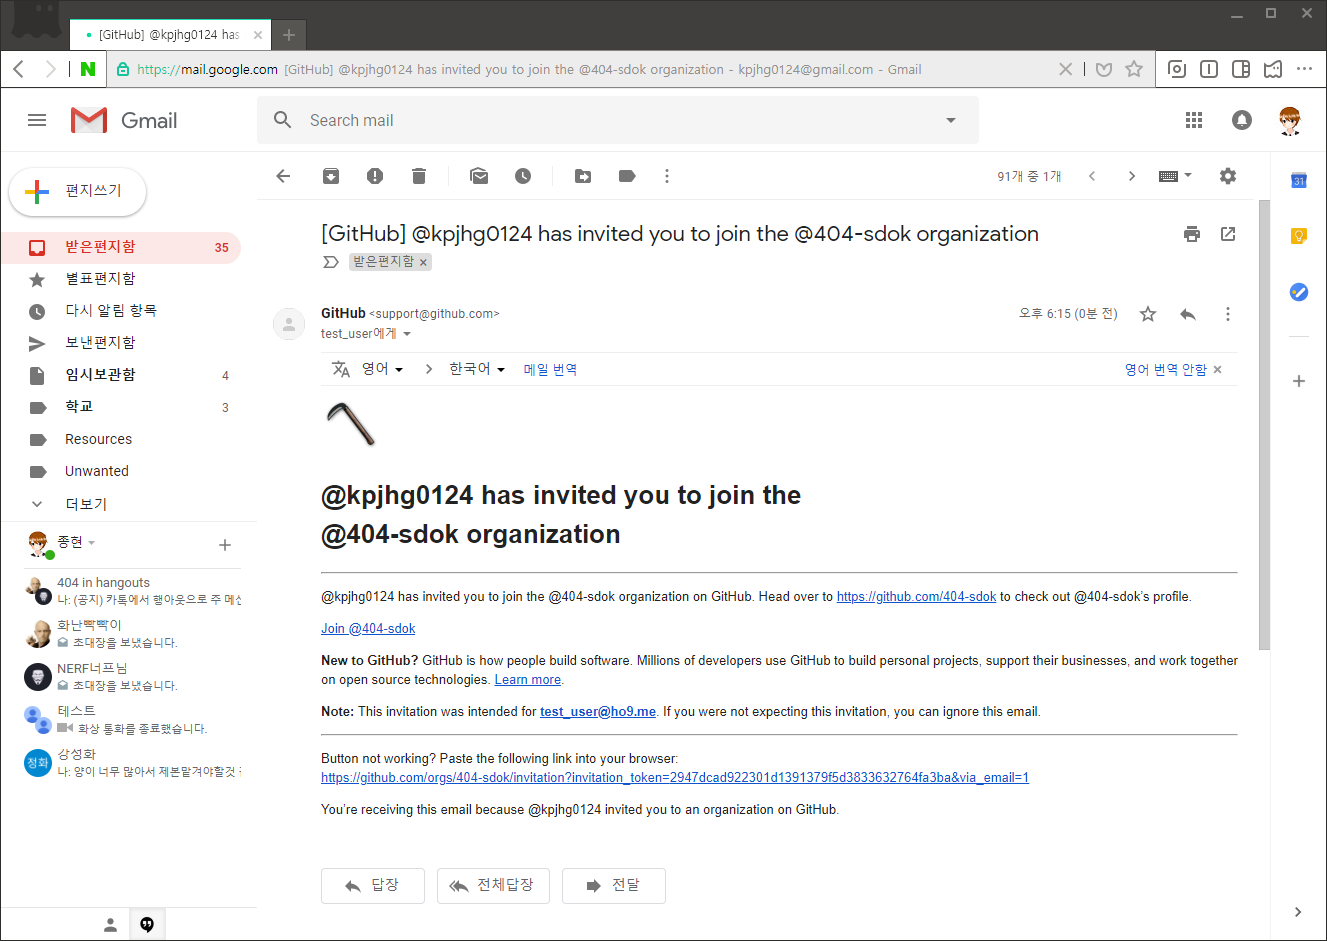 [GitHub] @kpjhg0124 has
https://mail.google.com [GitHub] @kpjhg0124 has invited you to join the @404-sdok organization - kpjhg0124@gmail.com - Gmail
Gmail
Search mail
편지쓰기
91개 중 1개
받은편지함 35
별표편지함
다시 알림 항목
보낸편지함
임시보관함 4
학교 3
Resources
Unwanted
더보기
종현
404 in hangouts
나: (공지) 카톡에서 행아웃으로 주 메신
화난빡빡이
초대장을 보냈습니다.
NERF너프님
초대장을 보냈습니다.
테스트
화상 통화를 종료했습니다.
정화
강성화
나: 양이 너무 많아서 제본맡겨야할것
[GitHub] @kpjhg0124 has invited you to join the @404-sdok organization
받은편지함 ×
GitHub <support@github.com>
오후 6:15 (0분 전)
test_user에게
영어 > 한국어 메일 번역 영어 번역 안함 ×
@kpjhg0124 has invited you to join the
@404-sdok organization
@kpjhg0124 has invited you to join the @404-sdok organization on GitHub. Head over to https://github.com/404-sdok to check out @404-sdok's profile.
Join @404-sdok
New to GitHub? GitHub is how people build software. Millions of developers use GitHub to build personal projects, support their businesses, and work together
on open source technologies. Learn more.
Note: This invitation was intended for test_user@ho9.me. If you were not expecting this invitation, you can ignore this email.
Button not working? Paste the following link into your browser:
https://github.com/orgs/404-sdok/invitation?invitation_token=2947dcad922301d1391379f5d3833632764fa3ba&via_email=1
You're receiving this email because @kpjhg0124 invited you to an organization on GitHub.
답장
전체답장
전달
31